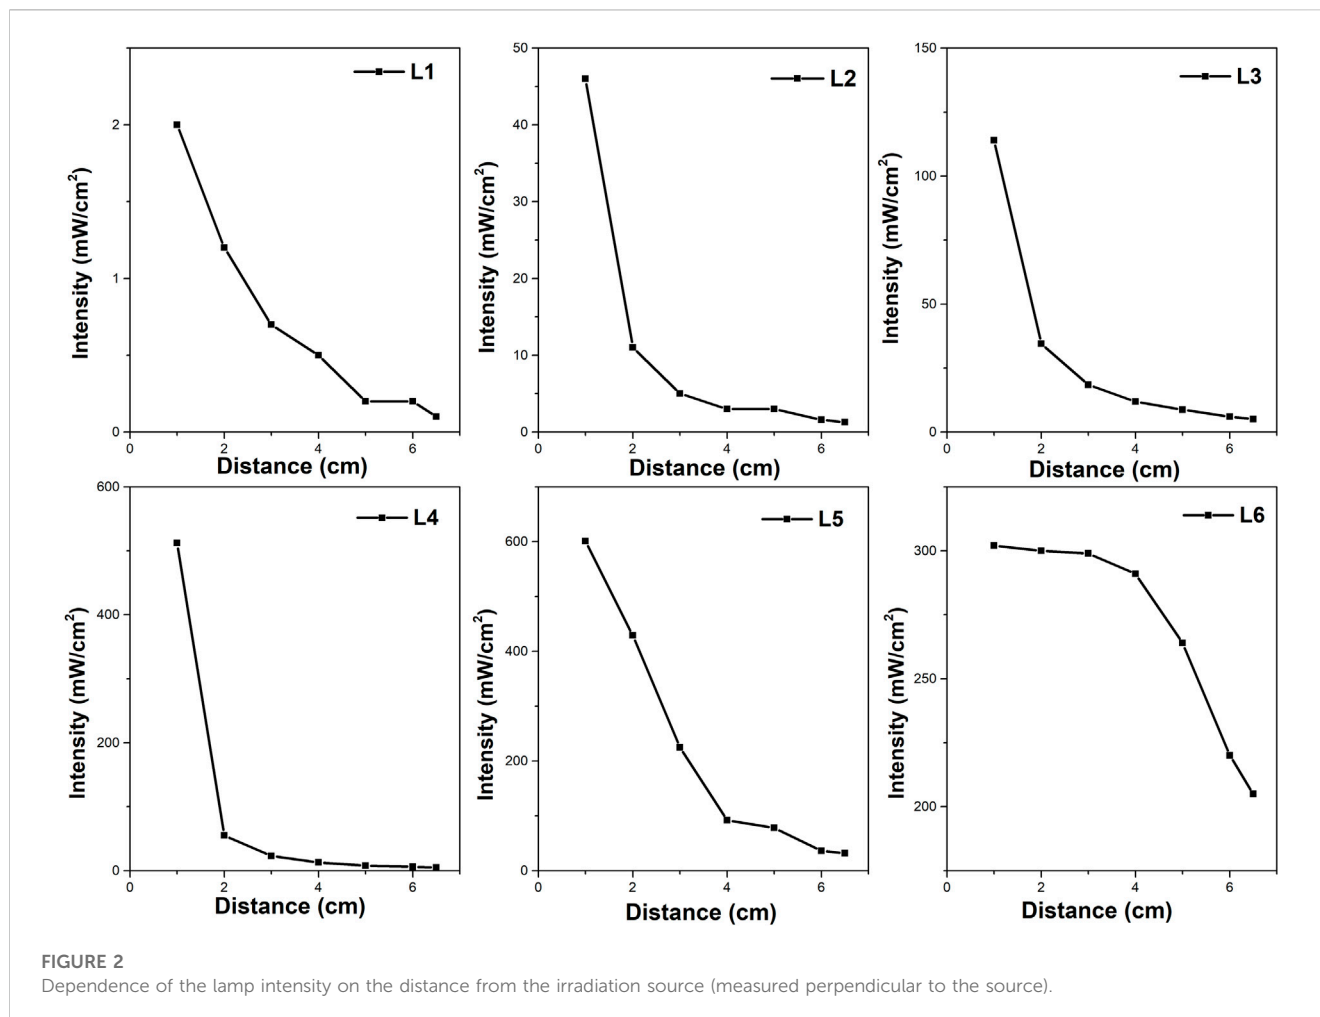 L1
2
1
0
Intensity (mW/cm²)
0 2 4 6
Distance (cm)
L2
50
40
30
20
10
0
Intensity (mW/cm²)
0 2 4 6
Distance (cm)
L3
150
100
50
0
Intensity (mW/cm²)
0 2 4 6
Distance (cm)
L4
600
400
200
0
Intensity (mW/cm²)
0 2 4 6
Distance (cm)
L5
600
400
200
0
Intensity (mW/cm²)
0 2 4 6
Distance (cm)
L6
300
250
200
Intensity (mW/cm²)
0 2 4 6
Distance (cm)
FIGURE 2
Dependence of the lamp intensity on the distance from the irradiation source (measured perpendicular to the source).